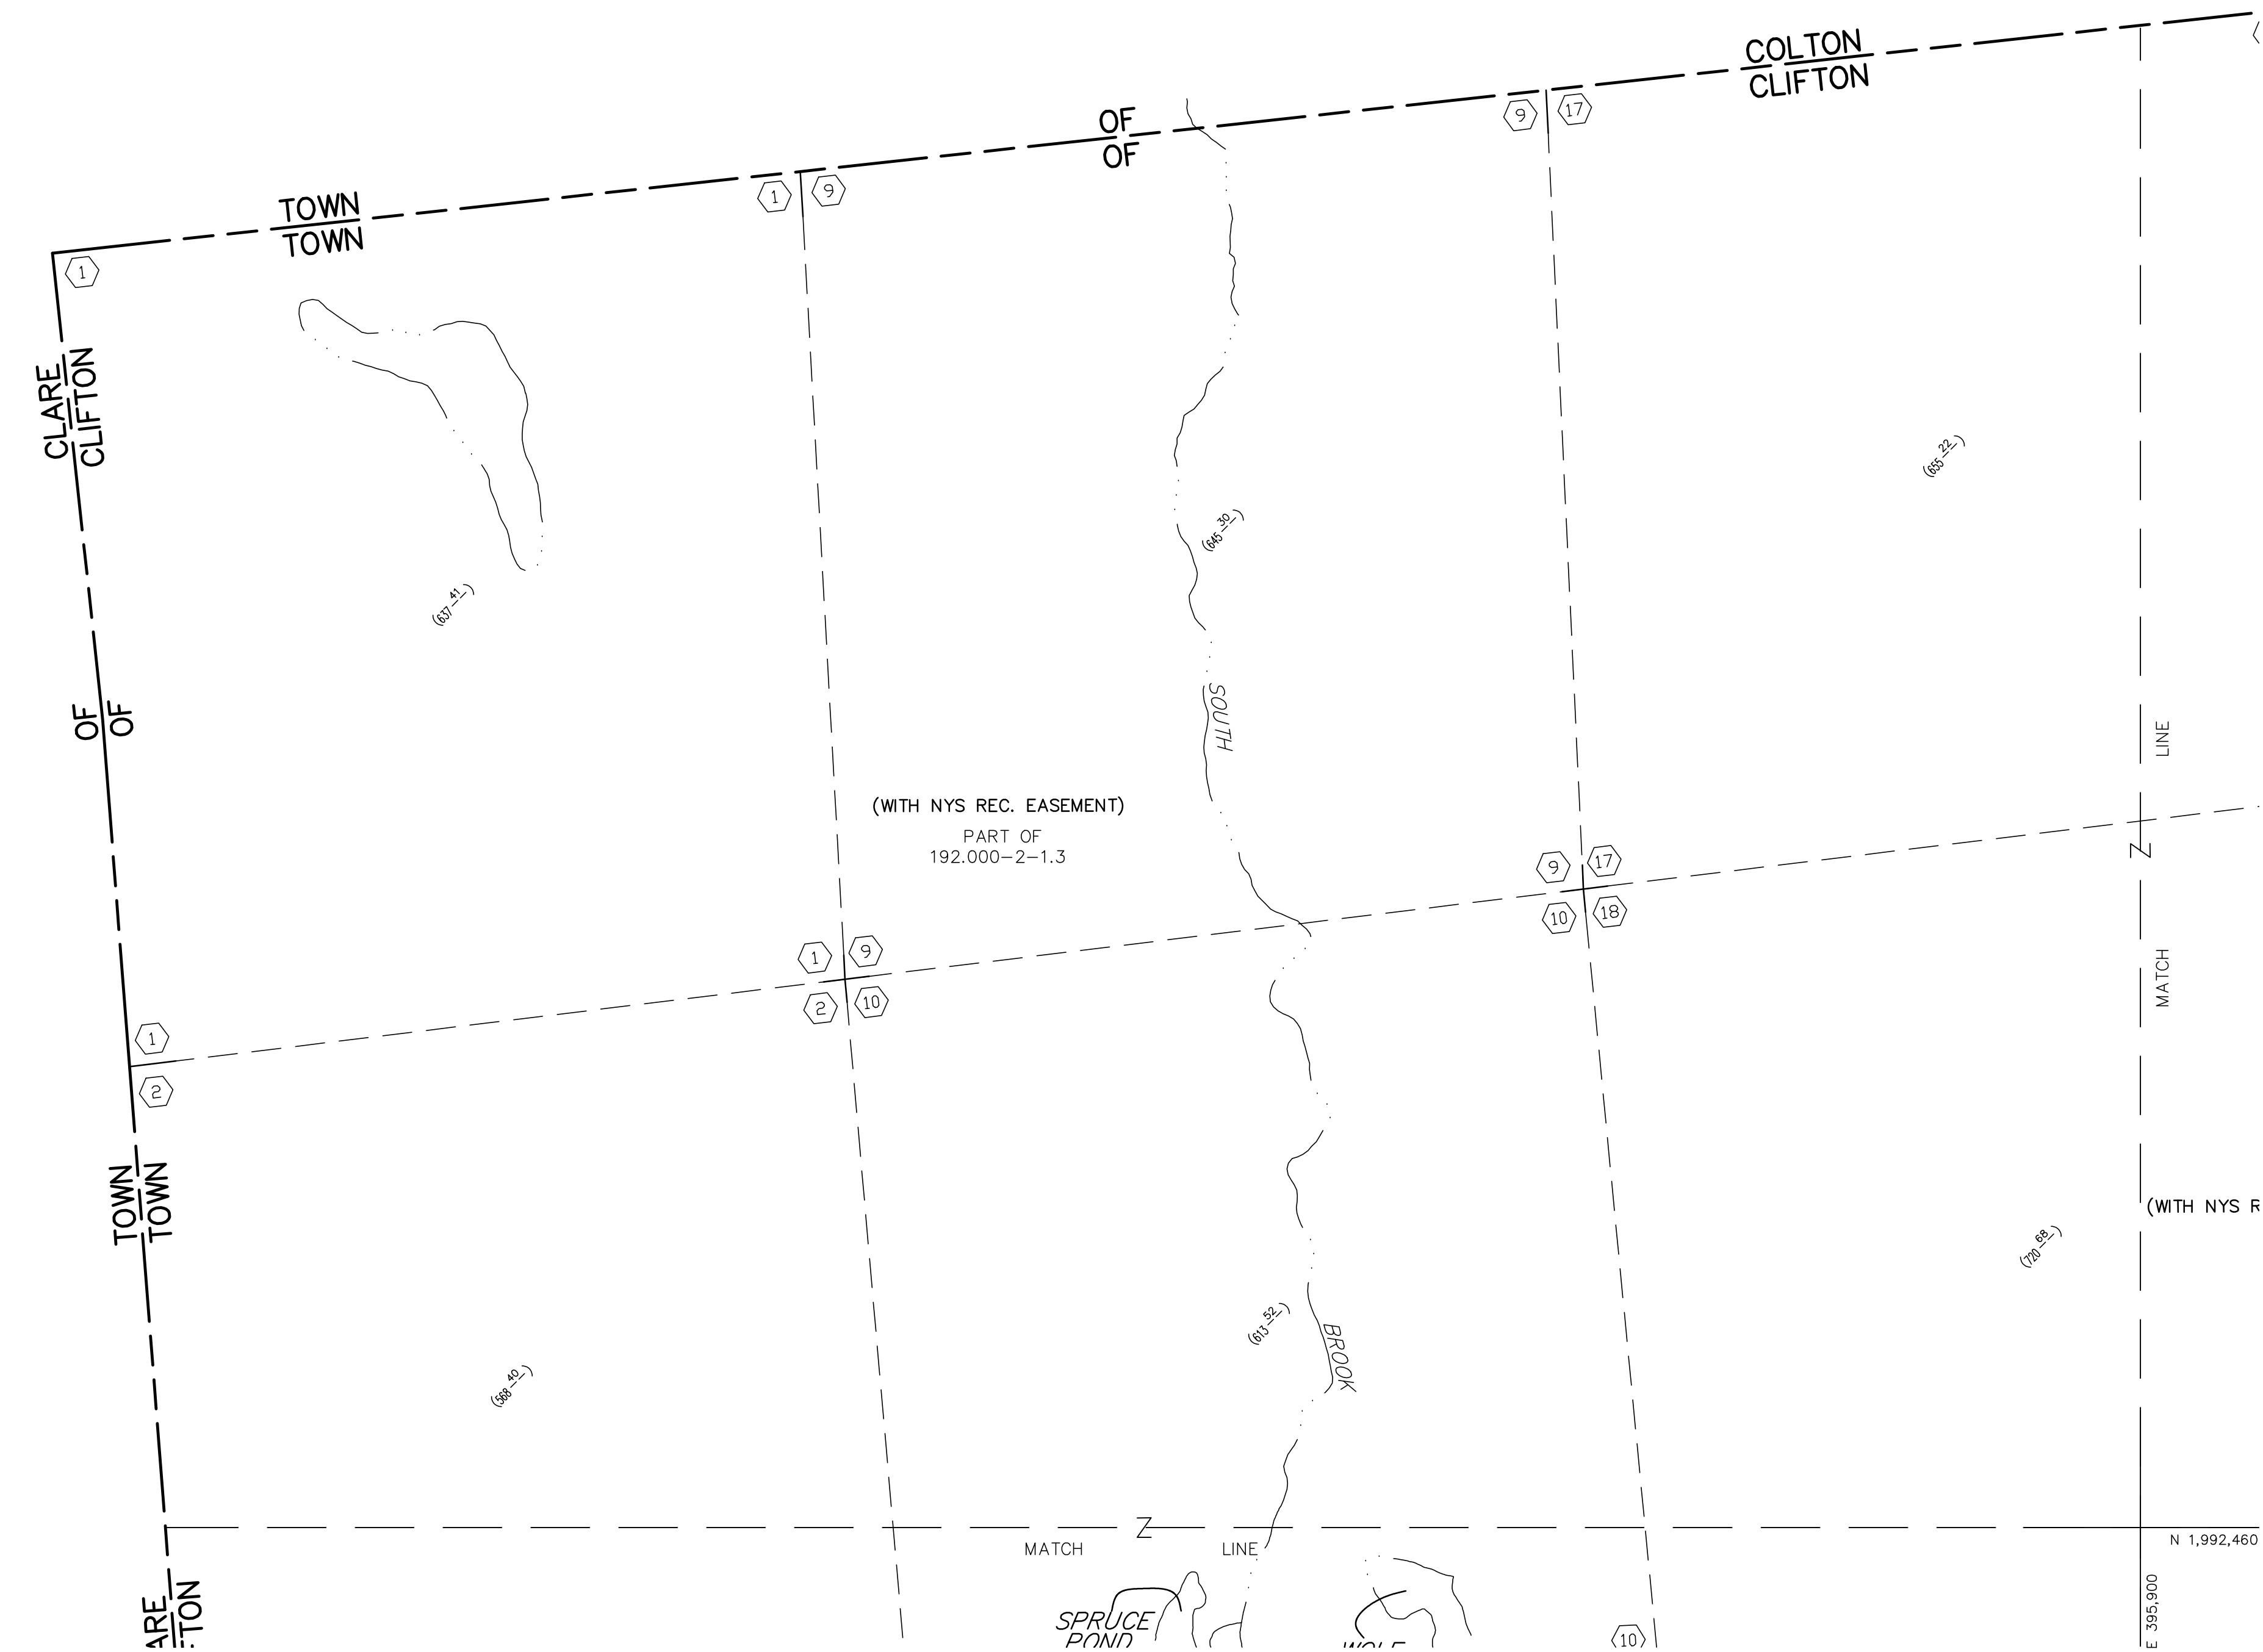 COLTON
CLIFTON
OF
OF
9
17
TOWN
TOWN
1
9
1
CLARE
CLIFTON
(655 22)
(645 30)
(637 41)
OF
OF
SOUTH
LINE
(WITH NYS REC. EASEMENT)
PART OF
192.000-2-1.3
Z
9
17
10
18
1
9
2
10
MATCH
1
2
TOWN
TOWN
(WITH NYS R
(720 68)
(613 52)
BROOK
(568 40)
Z
MATCH LINE
N 1,992,460
E 395,900
ARE
TON
SPRUCE
POND
WOLF
10